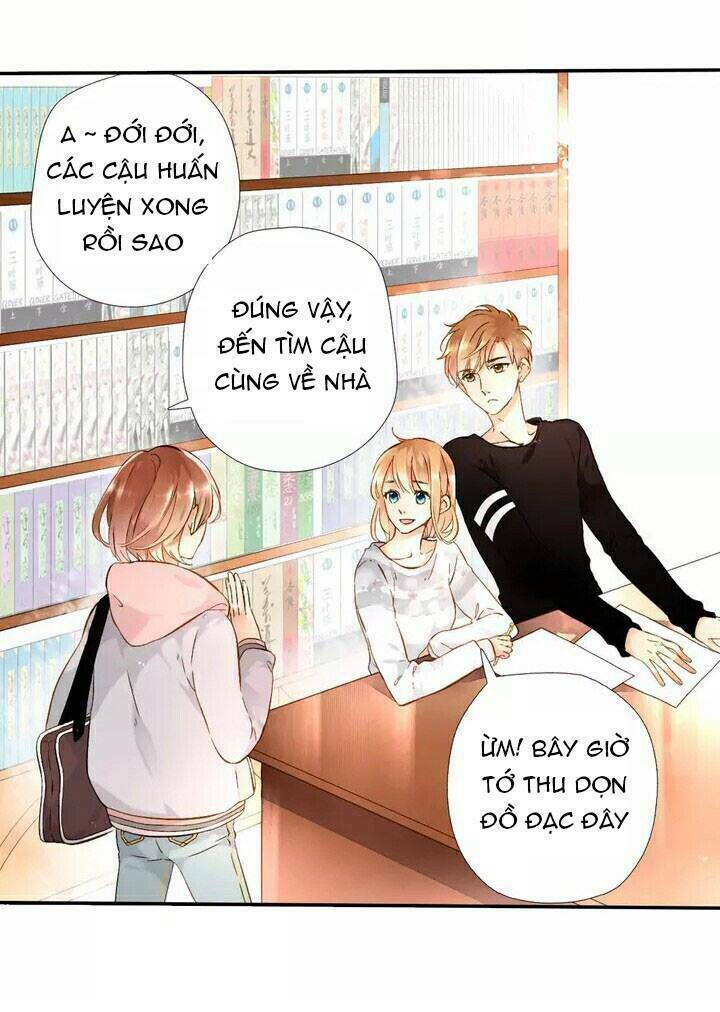 A ~ ĐỚI ĐỚI,
CÁC CẬU HUẤN
LUYỆN XONG
RỒI SAO
ĐÚNG VẬY,
ĐẾN TÌM CẬU
CÙNG VỀ NHÀ
ỪM! BÂY GIỜ
TỚ THU DỌN
ĐỒ ĐẠC ĐÂY